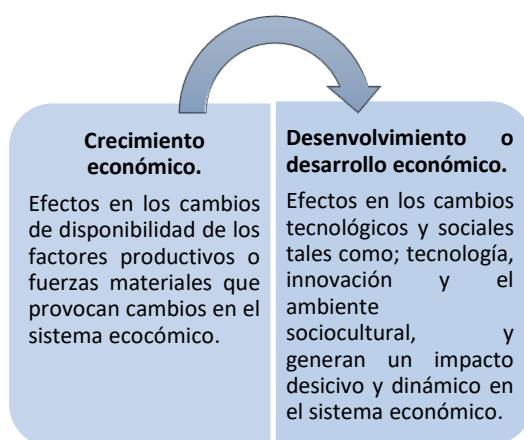 Crecimiento
económico.
Efectos en los cambios
de disponibilidad de los
factores productivos o
fuerzas materiales que
provocan cambios en el
sistema ecocómico.
Desenvolvimiento o
desarrollo económico.
Efectos en los cambios
tecnológicos y sociales
tales como; tecnología,
innovación y el
ambiente
sociocultural, y
generan un impacto
desicivo y dinámico en
el sistema económico.